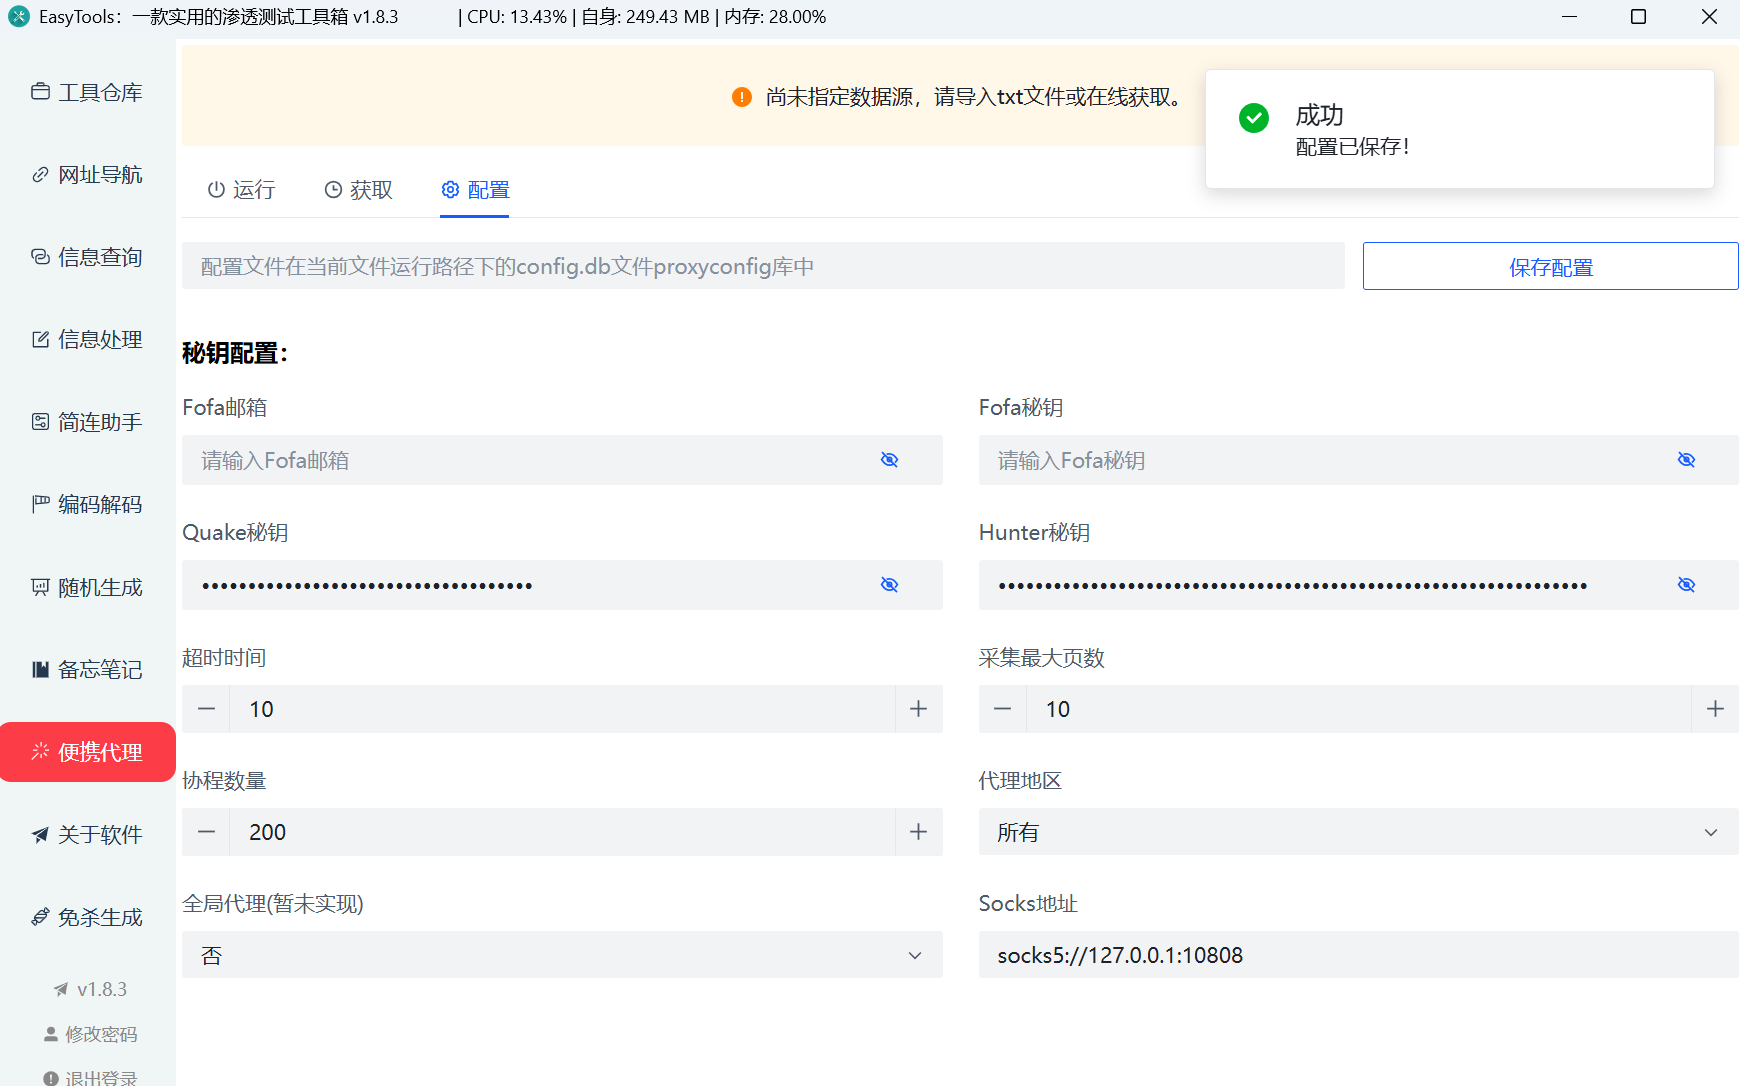 EasyTools：一款实用的渗透测试工具箱 v1.8.3 | CPU: 13.43% | 自身: 249.43 MB | 内存: 28.00%
工具仓库
网址导航
信息查询
信息处理
简连助手
编码解码
随机生成
备忘笔记
便携代理
关于软件
免杀生成
v1.8.3
修改密码
退出登录
尚未指定数据源，请导入txt文件或在线获取。
成功
配置已保存！
运行 获取 配置
配置文件在当前文件运行路径下的config.db文件proxyconfig库中
保存配置
秘钥配置：
Fofa邮箱 Fofa秘钥
请输入Fofa邮箱 请输入Fofa秘钥
Quake秘钥 Hunter秘钥
超时时间 采集最大页数
10 10
协程数量 代理地区
200 所有
全局代理(暂未实现) Socks地址
否 socks5://127.0.0.1:10808